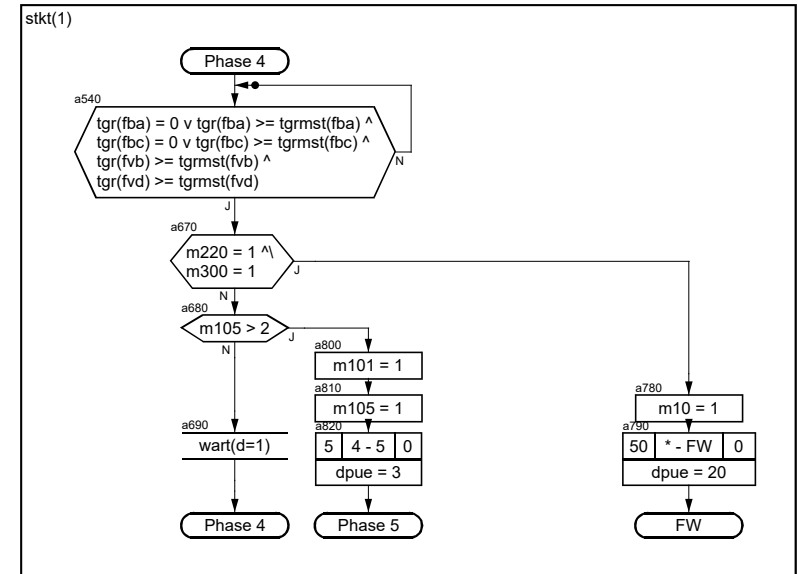 stkt(1)
Phase 4
a540
tgr(fba) = 0 v tgr(fba) >= tgrmst(fba) ^
tgr(fbc) = 0 v tgr(fbc) >= tgrmst(fbc) ^
tgr(fvb) >= tgrmst(fvb) ^
tgr(fvd) >= tgrmst(fvd)
N
J
a670
m220 = 1 ^\
m300 = 1
J
N
a680
m105 > 2
J
N
a800
m101 = 1
a810
m105 = 1
a780
m10 = 1
a690
wart(d=1)
a820
5 4 - 5 0
dpue = 3
a790
50 * - FW 0
dpue = 20
Phase 4
Phase 5
FW